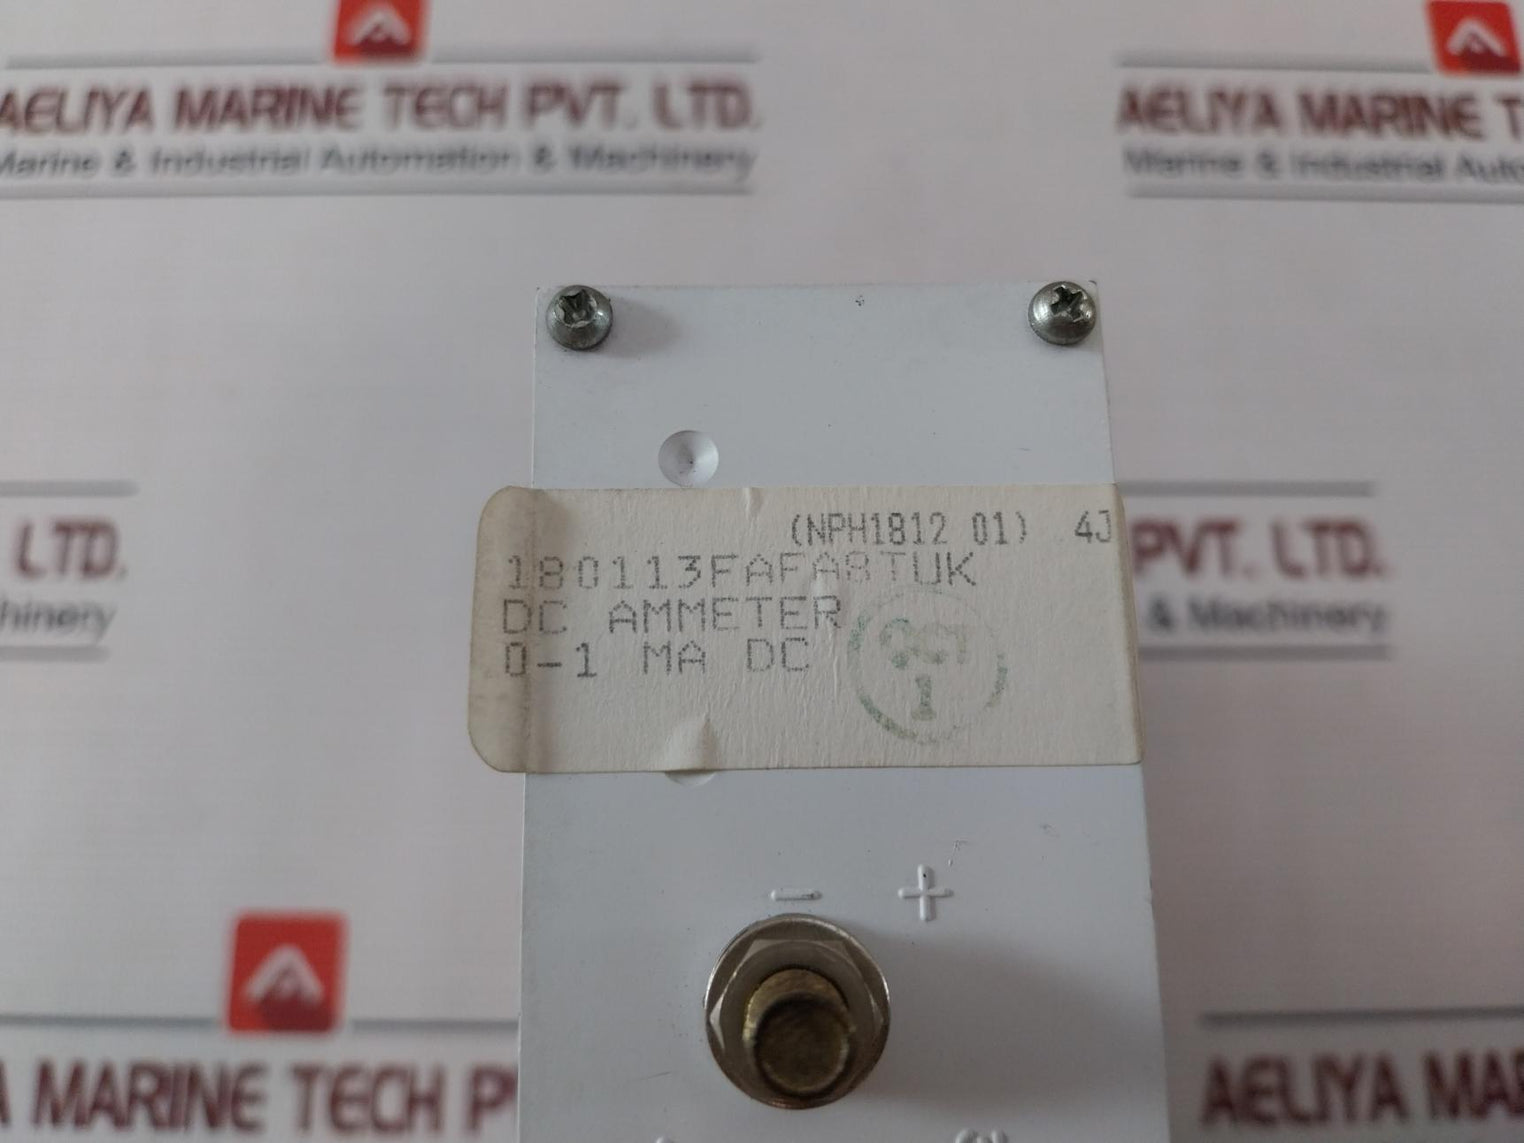 AELIYA MARINE TECH PVT. LTD.
Marine & Industrial Automation & Machinery
AELIYA MARINE T
Marine & Industrial Auto
LTD.
hinery
PVT. LTD.
& Machinery
(NPH1812 01) 4J
180113FAFA8TUK
DC AMMETER
0-1 MA DC
1
- +
A MARINE TECH P
AELIYA MA